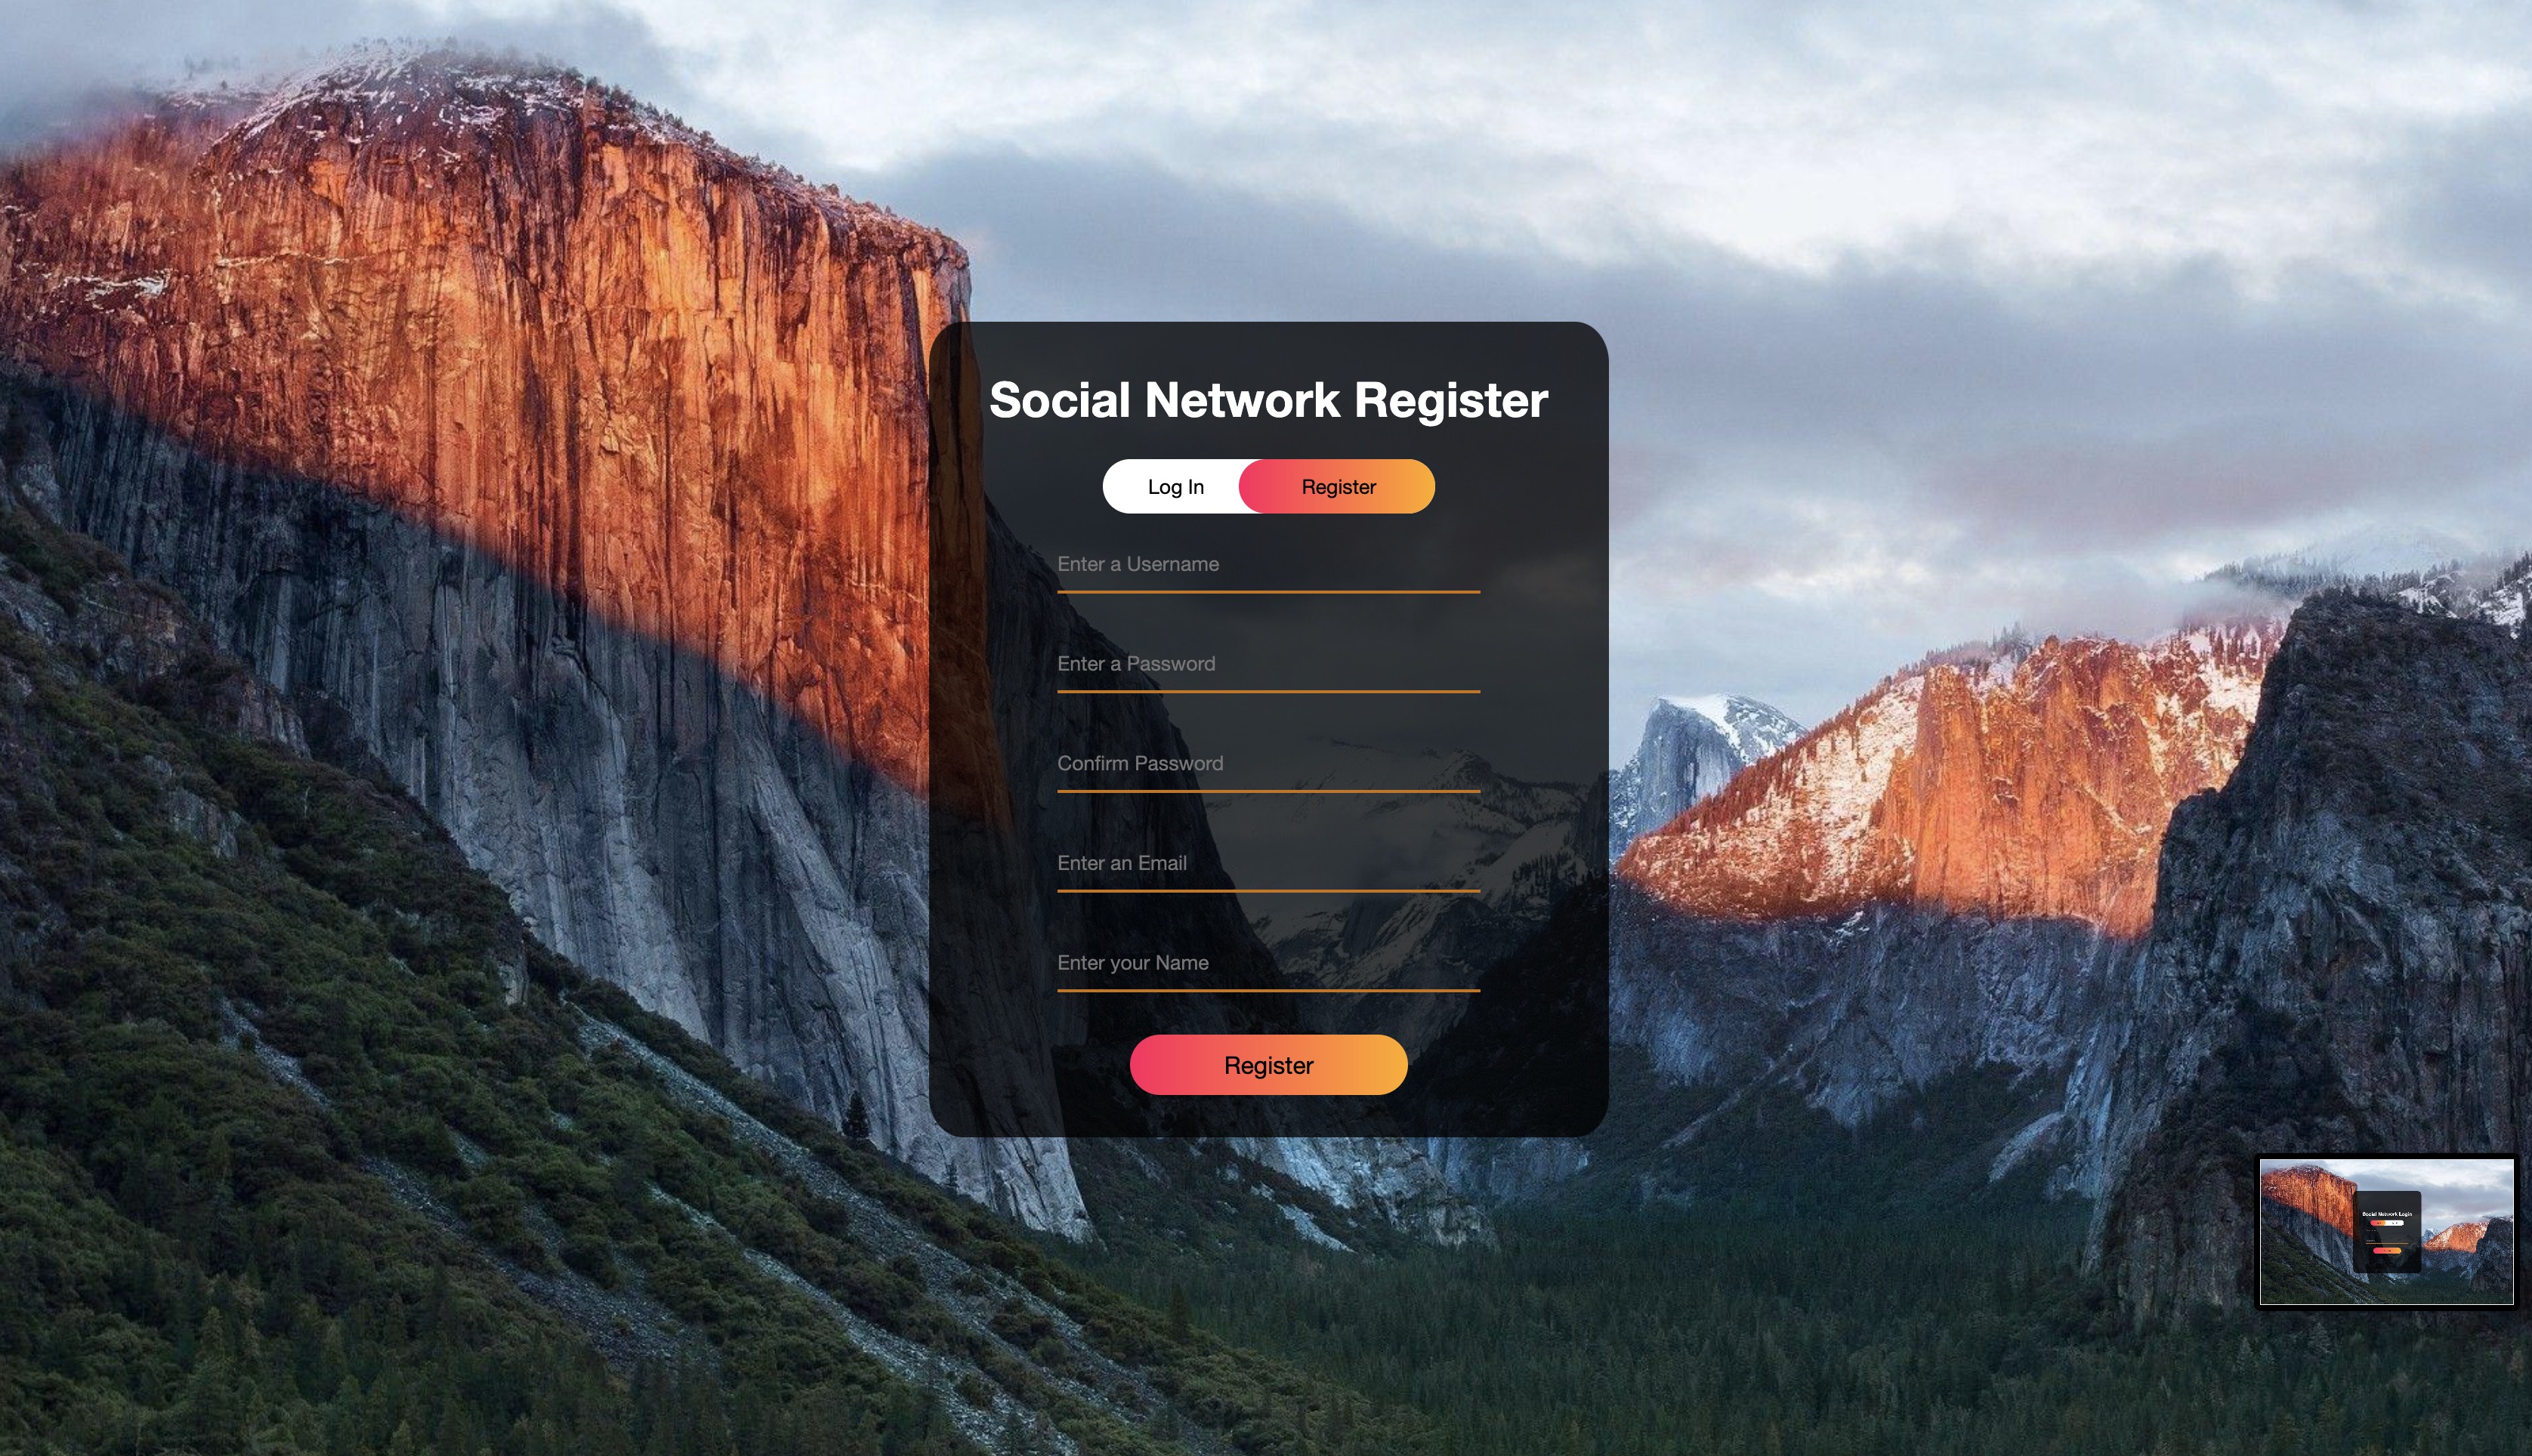 Social Network Register
Log In
Register
Enter a Username
Enter a Password
Confirm Password
Enter an Email
Enter your Name
Register
Social Network Login